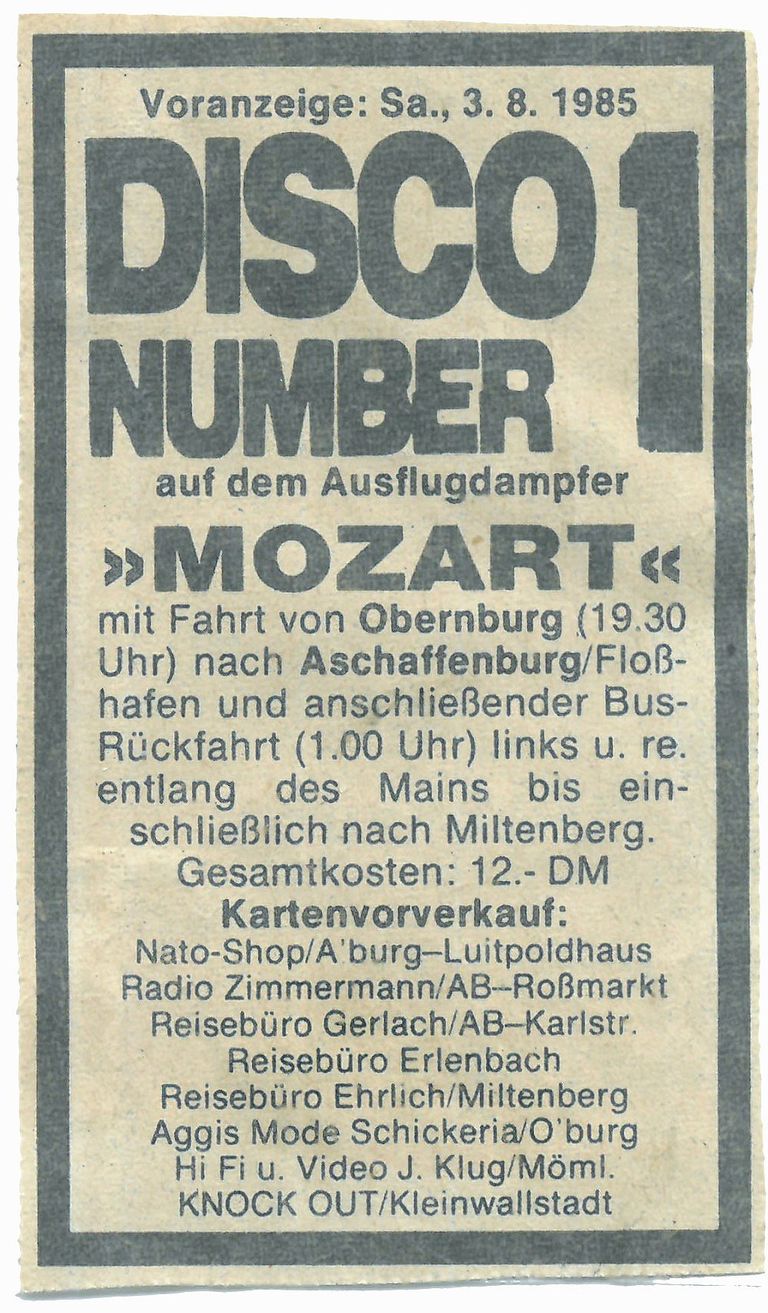 Voranzeige: Sa., 3. 8. 1985
DISCO 1
NUMBER
auf dem Ausflugdampfer
»MOZART«
mit Fahrt von Obernburg (19.30
Uhr) nach Aschaffenburg/Floß-
hafen und anschließender Bus-
Rückfahrt (1.00 Uhr) links u. re.
entlang des Mains bis ein-
schließlich nach Miltenberg.
Gesamtkosten: 12.- DM
Kartenvorverkauf:
Nato-Shop/A'burg–Luitpoldhaus
Radio Zimmermann/AB–Roßmarkt
Reisebüro Gerlach/AB–Karlstr.
Reisebüro Erlenbach
Reisebüro Ehrlich/Miltenberg
Aggis Mode Schickeria/O'burg
Hi Fi u. Video J. Klug/Möml.
KNOCK OUT/Kleinwallstadt